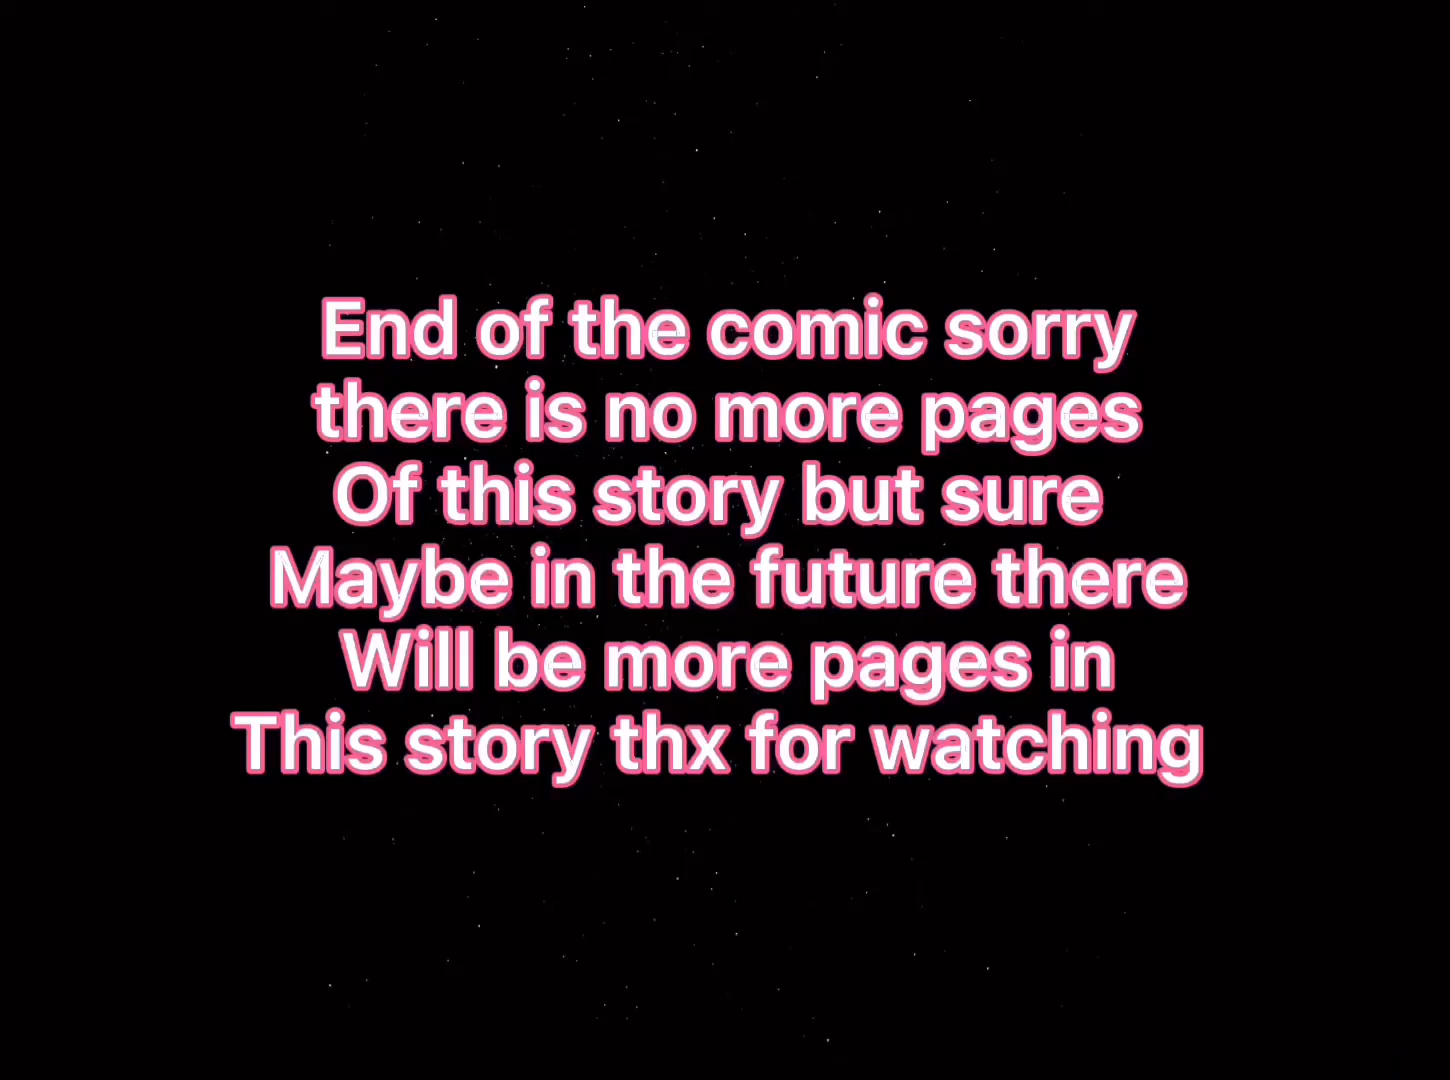 End of the comic sorry
there is no more pages
Of this story but sure
Maybe in the future there
Will be more pages in
This story thx for watching